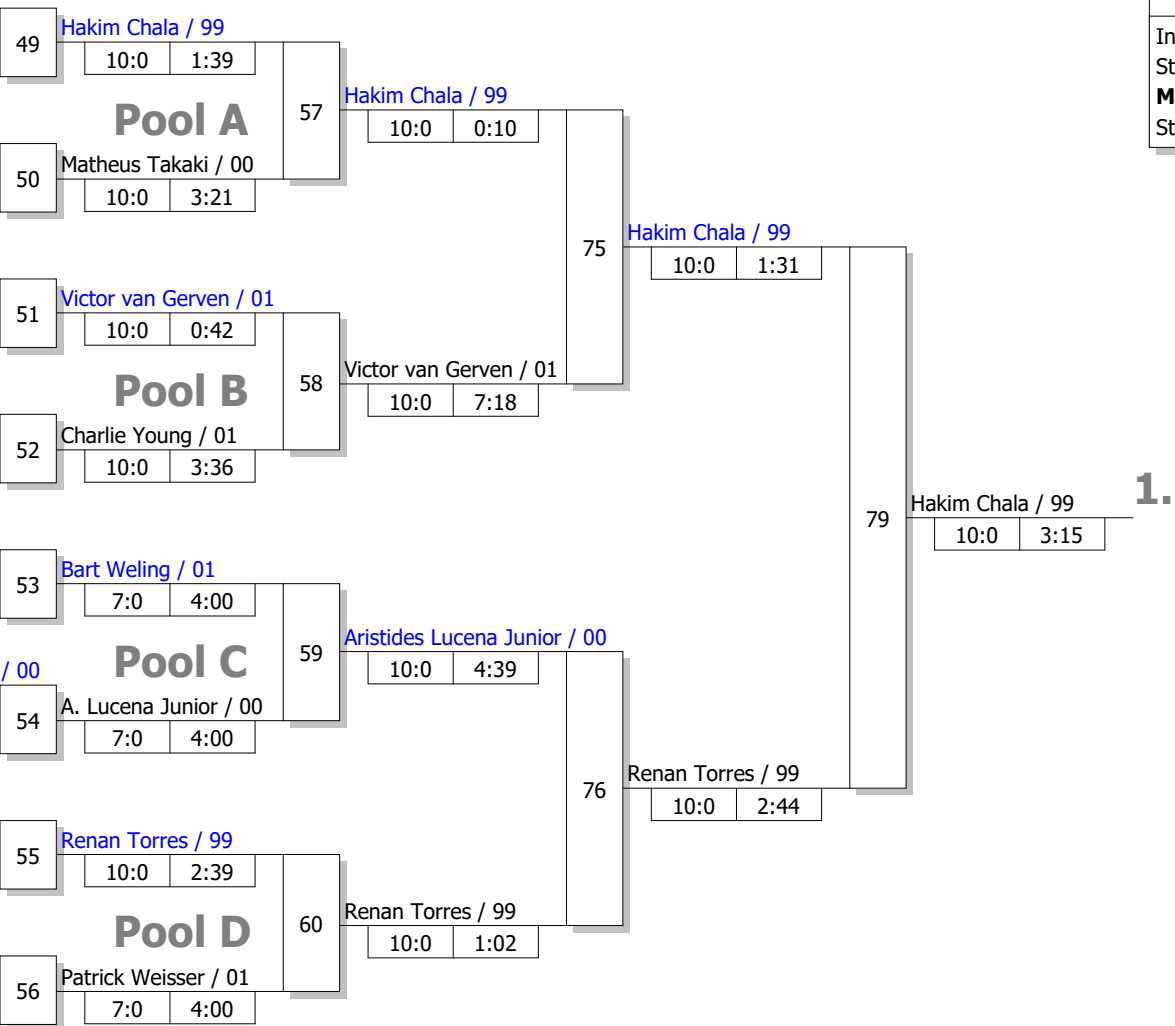 In
St
M
St
49
Hakim Chala / 99
10:0 1:39
Pool A
57
Hakim Chala / 99
10:0 0:10
50
Matheus Takaki / 00
10:0 3:21
75
Hakim Chala / 99
10:0 1:31
51
Victor van Gerven / 01
10:0 0:42
Pool B
58
Victor van Gerven / 01
10:0 7:18
52
Charlie Young / 01
10:0 3:36
79
Hakim Chala / 99
10:0 3:15
1.
53
Bart Weling / 01
7:0 4:00
Pool C
59
Aristides Lucena Junior / 00
10:0 4:39
/ 00
54
A. Lucena Junior / 00
7:0 4:00
76
Renan Torres / 99
10:0 2:44
55
Renan Torres / 99
10:0 2:39
Pool D
60
Renan Torres / 99
10:0 1:02
56
Patrick Weisser / 01
7:0 4:00